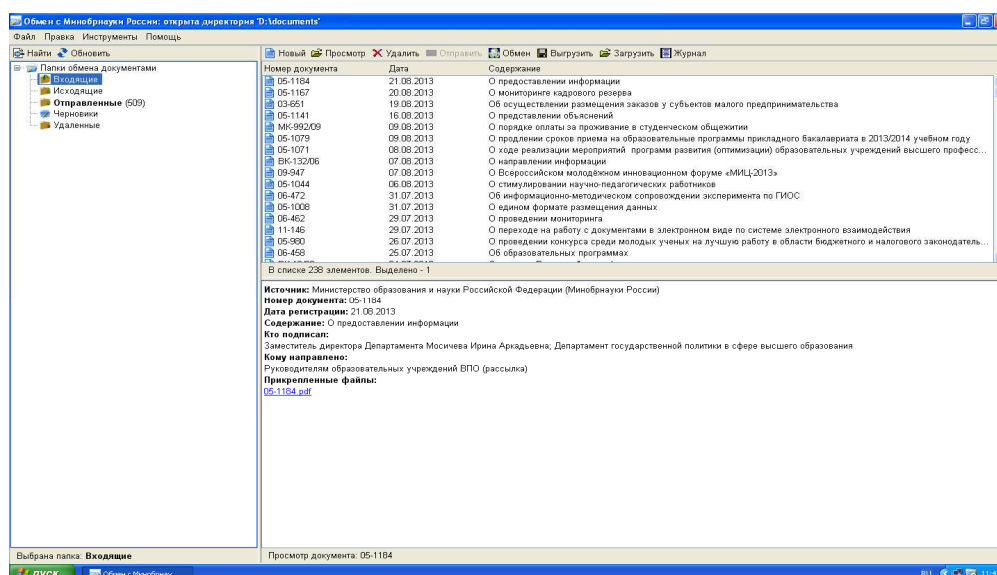 Обмен с Минобрнауки России: открыта директория 'D:\documents'
Файл Правка Инструменты Помощь
Найти Обновить
Новый Просмотр Удалить Отправить Обмен Выгрузить Загрузить Журнал
Папки обмена документами
Входящие
Исходящие
Отправленные (509)
Черновики
Удаленные
Номер документа Дата Содержание
05-1184 21.08.2013 О предоставлении информации
05-1167 20.08.2013 О мониторинге кадрового резерва
03-651 19.08.2013 Об осуществлении размещения заказов у субъектов малого предпринимательства
05-1141 16.08.2013 О представлении объяснений
МК-992/09 09.08.2013 О порядке оплаты за проживание в студенческом общежитии
05-1079 09.08.2013 О продлении сроков приема на образовательные программы прикладного бакалавриата в 2013/2014 учебном году
05-1071 08.08.2013 О ходе реализации мероприятий программ развития (оптимизации) образовательных учреждений высшего професс...
ВК-132/06 07.08.2013 О направлении информации
09-947 07.08.2013 О Всероссийском молодёжном инновационном форуме «МИЦ-2013»
05-1044 06.08.2013 О стимулировании научно-педагогических работников
06-472 31.07.2013 Об информационно-методическом сопровождении эксперимента по ГИОС
05-1008 31.07.2013 О едином формате размещения данных
06-462 29.07.2013 О проведении мониторинга
11-146 29.07.2013 О переходе на работу с документами в электронном виде по системе электронного взаимодействия
05-980 26.07.2013 О проведении конкурса среди молодых ученых на лучшую работу в области бюджетного и налогового законодатель...
06-458 25.07.2013 Об образовательных программах
В списке 238 элементов. Выделено - 1
Источник: Министерство образования и науки Российской Федерации (Минобрнауки России)
Номер документа: 05-1184
Дата регистрации: 21.08.2013
Содержание: О предоставлении информации
Кто подписал:
Заместитель директора Департамента Мосичева Ирина Аркадьевна; Департамент государственной политики в сфере высшего образования
Кому направлено:
Руководителям образовательных учреждений ВПО (рассылка)
Прикрепленные файлы:
05-1184.pdf
Выбрана папка: Входящие
Просмотр документа: 05-1184
пуск
Обмен с Минобрнау...
RU